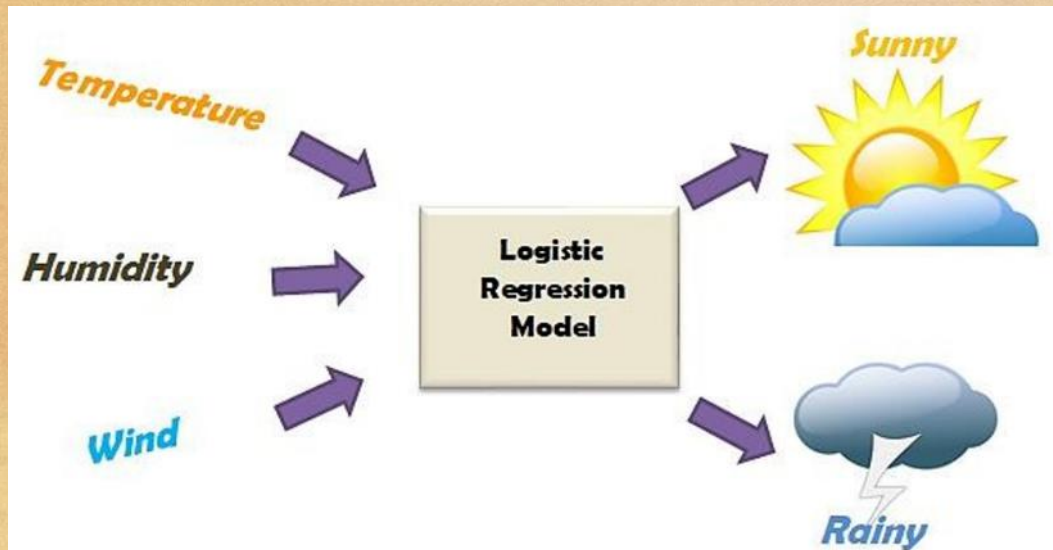 Temperature
Humidity
Wind
Logistic
Regression
Model
Sunny
Rainy